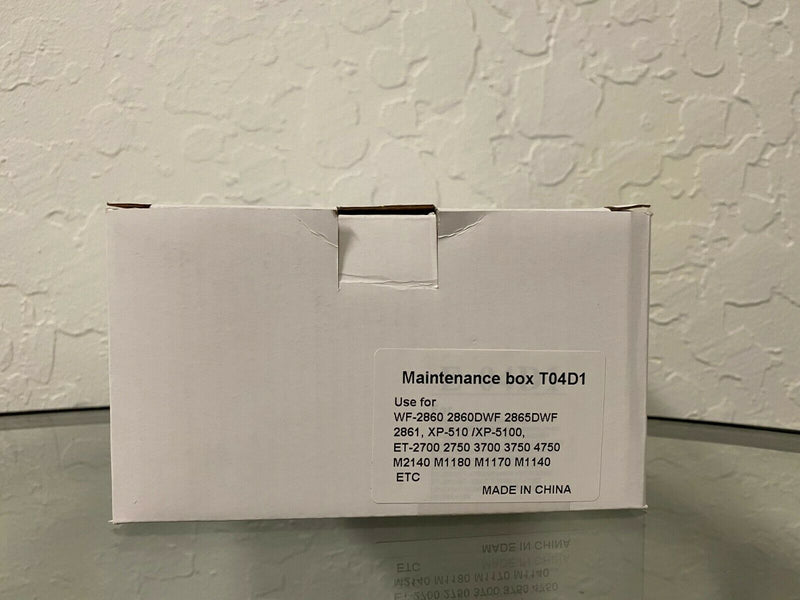 Maintenance box T04D1
Use for
WF-2860 2860DWF 2865DWF
2861, XP-510 /XP-5100,
ET-2700 2750 3700 3750 4750
M2140 M1180 M1170 M1140
ETC
MADE IN CHINA